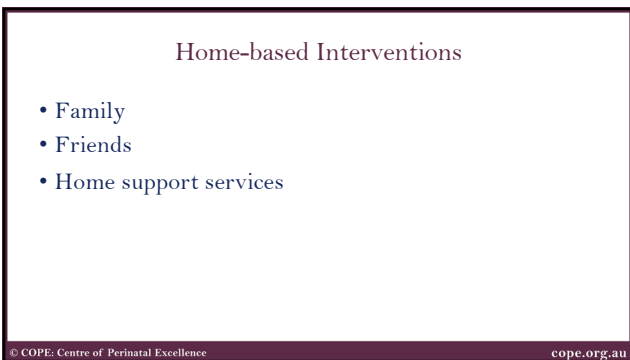 Home-based Interventions
• Family
• Friends
• Home support services
© COPE: Centre of Perinatal Excellence
cope.org.au